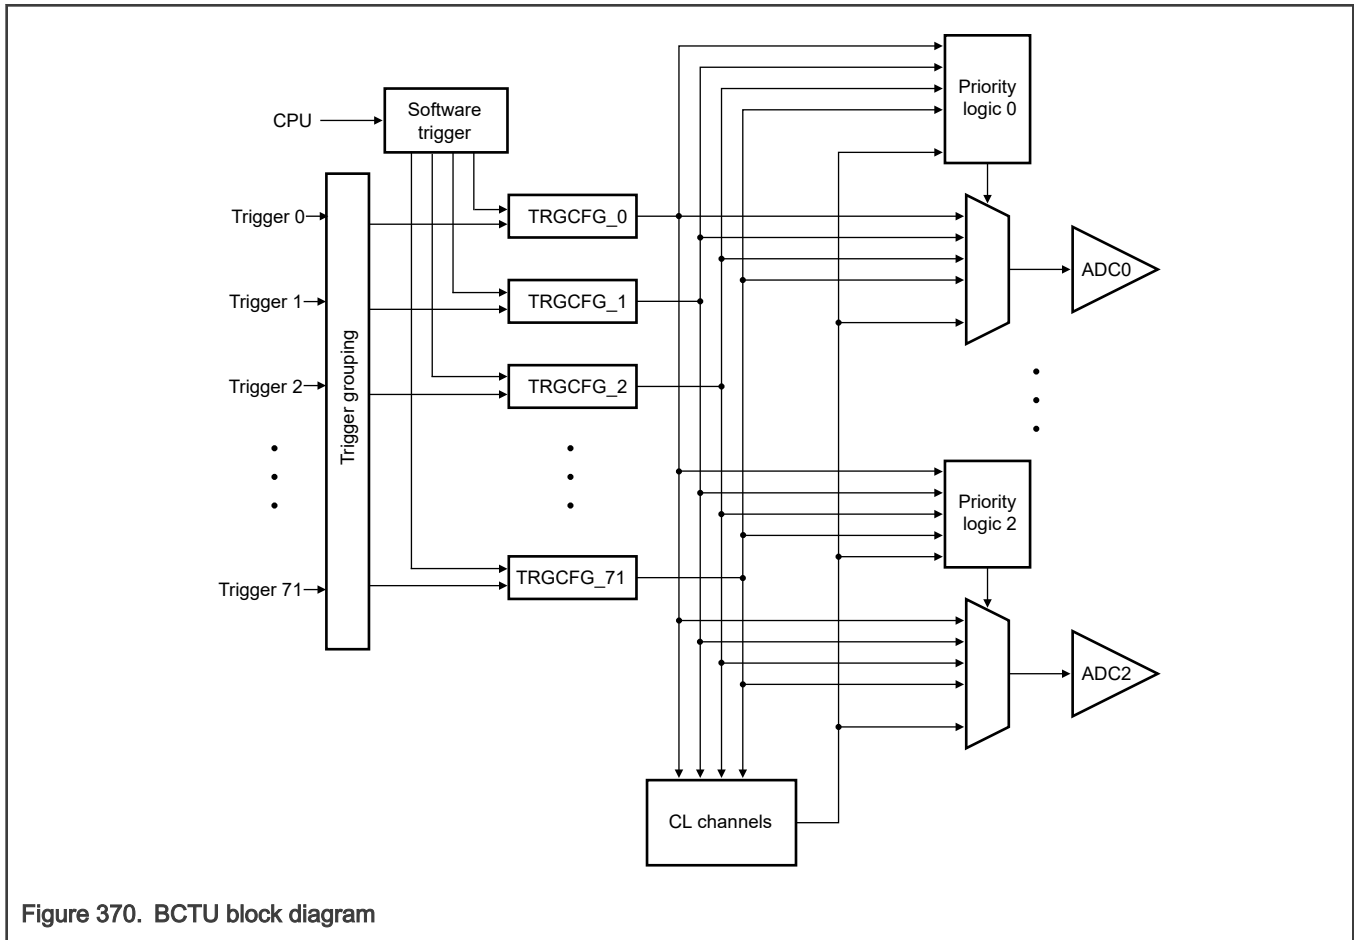 Priority
logic 0
Software
trigger
CPU
Trigger 0
TRGCFG_0
ADC0
Trigger 1
TRGCFG_1
Trigger grouping
Trigger 2
TRGCFG_2
Priority
logic 2
Trigger 71
TRGCFG_71
ADC2
CL channels
Figure 370. BCTU block diagram